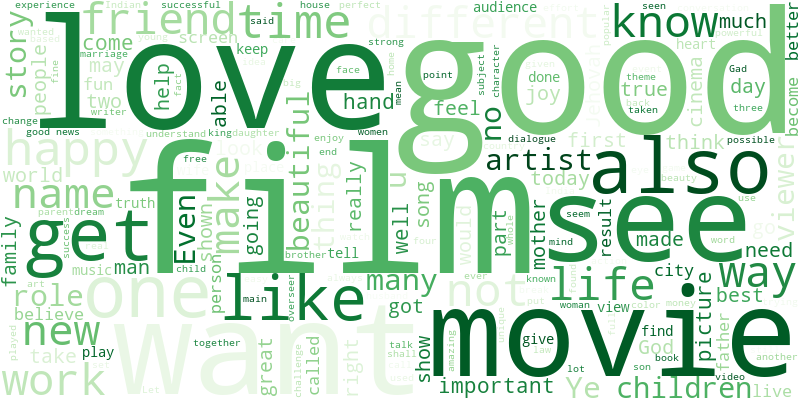 experience successful house perfect audience seen
friend time different know much better
story people come screen said keep strong heart
love good
may fun two writer help able hand face mean feel point character subject done joy theme Gad true taken cinema day three become
change fine fact marriage
good news understand king daughter women no say dialogue first think possible
happy look beautiful enjoy end artist also viewer
world free film see
name make thing really u song today beauty
truth Even shown going well part mother seem result made word use need
parent dream get
family success music man child person brother tell whole mind
art role one like main overseer many got not ever known life woman city view color money way best
believe new together show give find God book picture father another
played take play great called right talk shall amazing law lot son video
work want challenge important Ye children live
Let
four
would
unique
popular
powerful
Indian